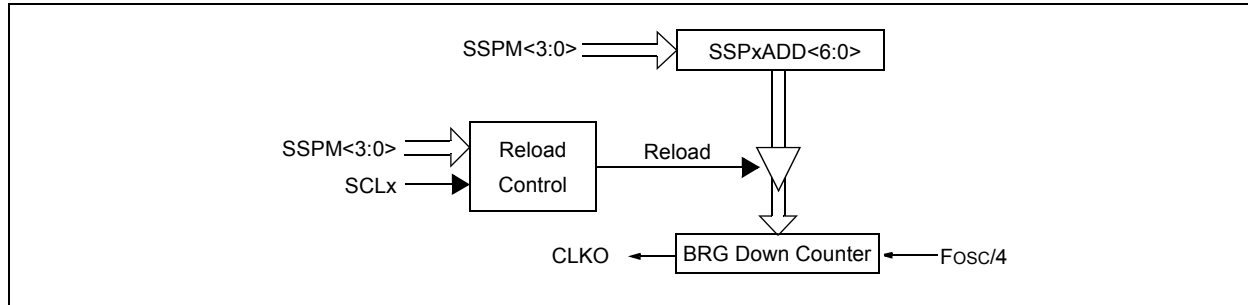 SSPM<3:0>
SSPxADD<6:0>
SSPM<3:0>
SCLx
Reload
Control
Reload
CLKO
BRG Down Counter
FOSC/4